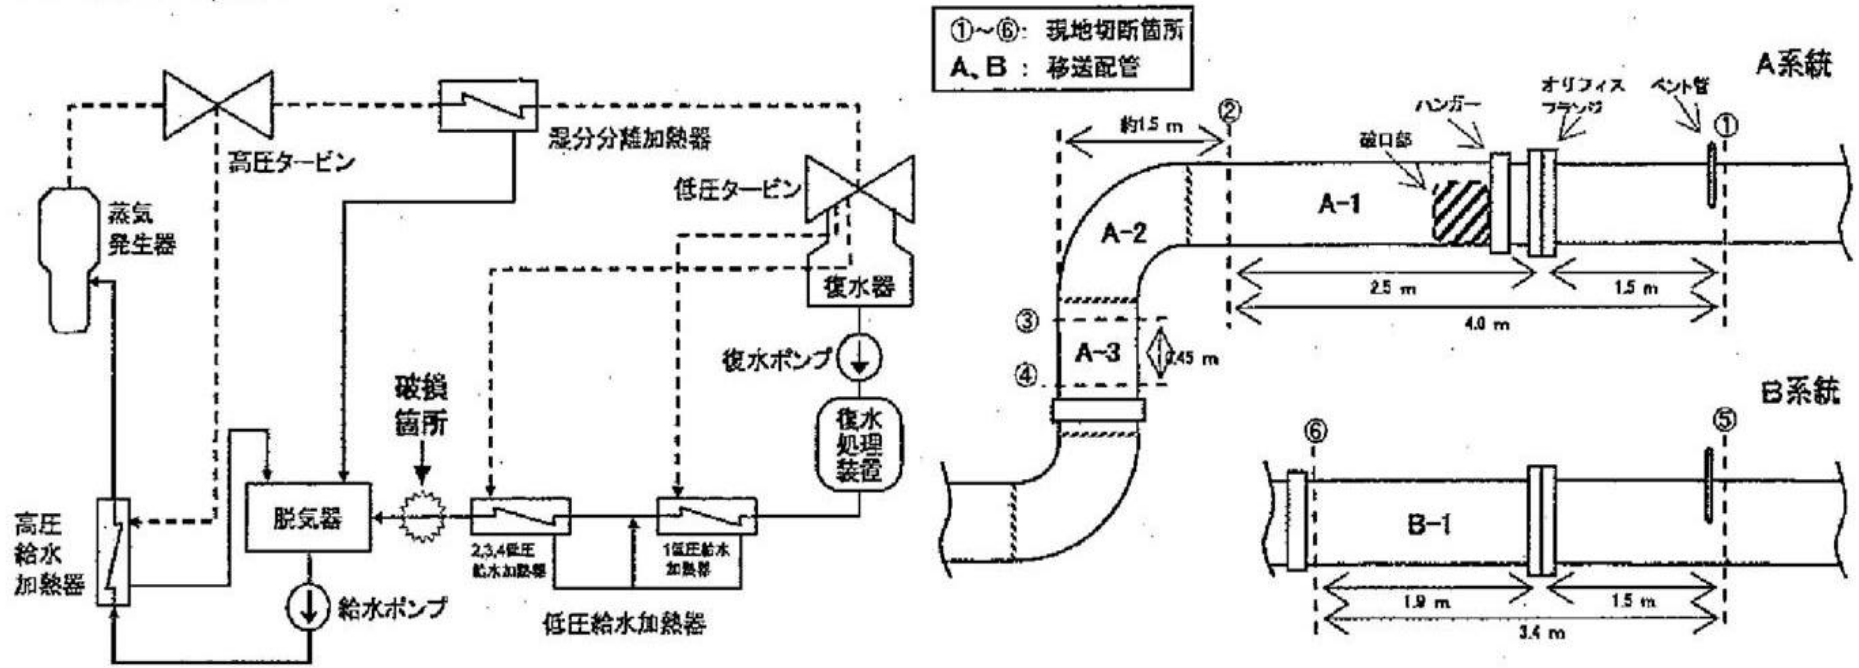 高圧タービン
湿分分離加熱器
蒸気
発生器
低圧タービン
復水器
復水ポンプ
復水
処理
装置
破損
箇所
脱気器
2,3,4低圧
給水加熱器
1低圧給水
加熱器
低圧給水加熱器
高圧
給水
加熱器
給水ポンプ
①～⑥: 現地切断箇所
A、B : 移送配管
A系統
約1.5 m
②
破口部
ハンガー
オリフィス
フランジ
ベント管
①
A-1
A-2
2.5 m
1.5 m
4.0 m
③
A-3
0.45 m
④
B系統
⑥
⑤
B-1
1.9 m
1.5 m
3.4 m